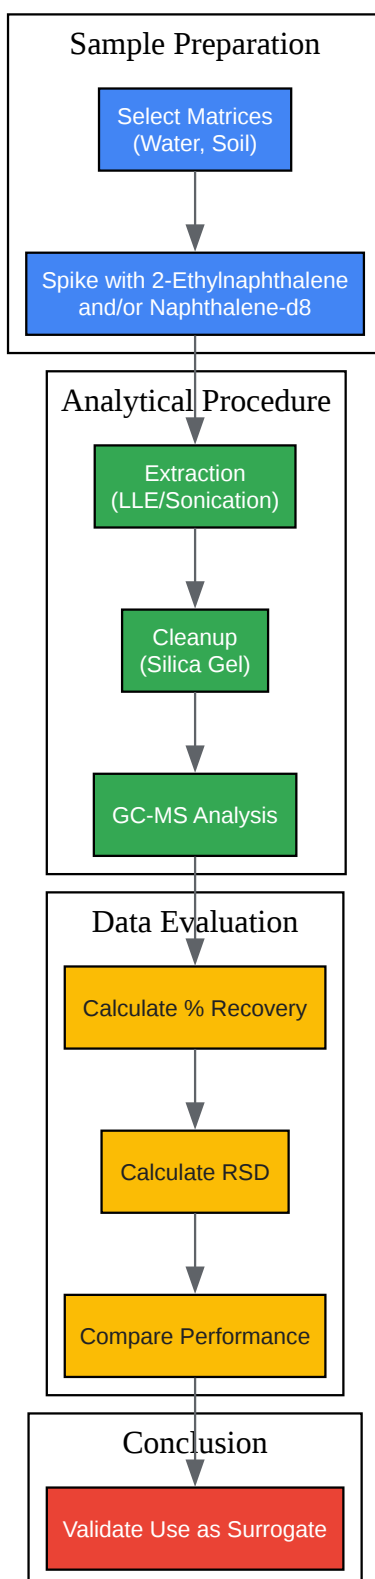 Sample Preparation
Select Matrices
(Water, Soil)
Spike with 2-Ethylnaphthalene
and/or Naphthalene-d8
Analytical Procedure
Extraction
(LLE/Sonication)
Cleanup
(Silica Gel)
GC-MS Analysis
Data Evaluation
Calculate % Recovery
Calculate RSD
Compare Performance
Conclusion
Validate Use as Surrogate